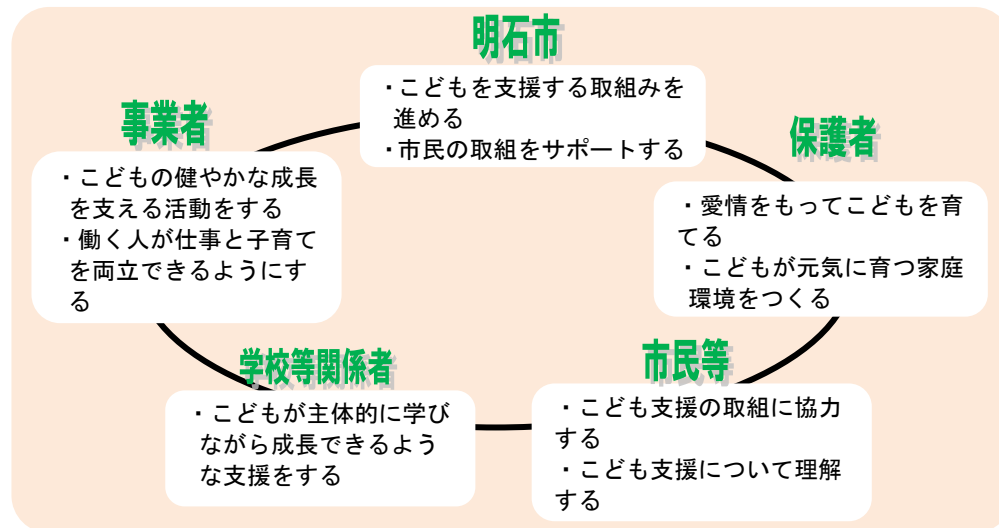 明石市
・こどもを支援する取組みを
進める
・市民の取組をサポートする
事業者
・こどもの健やかな成長
を支える活動をする
・働く人が仕事と子育て
を両立できるようにす
る
保護者
・愛情をもってこどもを育
てる
・こどもが元気に育つ家庭
環境をつくる
学校等関係者
・こどもが主体的に学び
ながら成長できるよう
な支援をする
市民等
・こども支援の取組に協力
する
・こども支援について理解
する